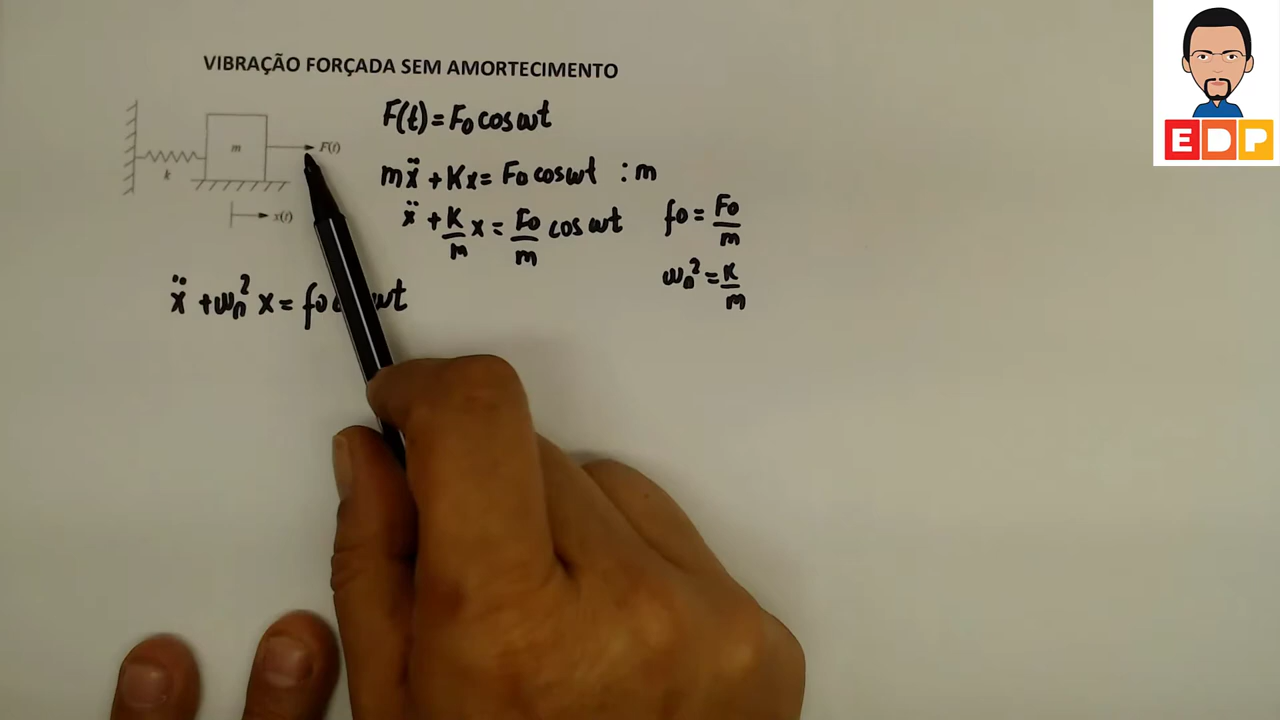 VIBRAÇÃO FORÇADA SEM AMORTECIMENTO
EDP
F(t) = F₀ cos ωt
m
k
F(t)
x(t)
mẍ + Kx = F₀ cos ωt : m
ẍ + K/m x = F₀/m cos ωt
f₀ = F₀/m
ωₙ² = K/m
ẍ + ωₙ² x = f₀ ωt